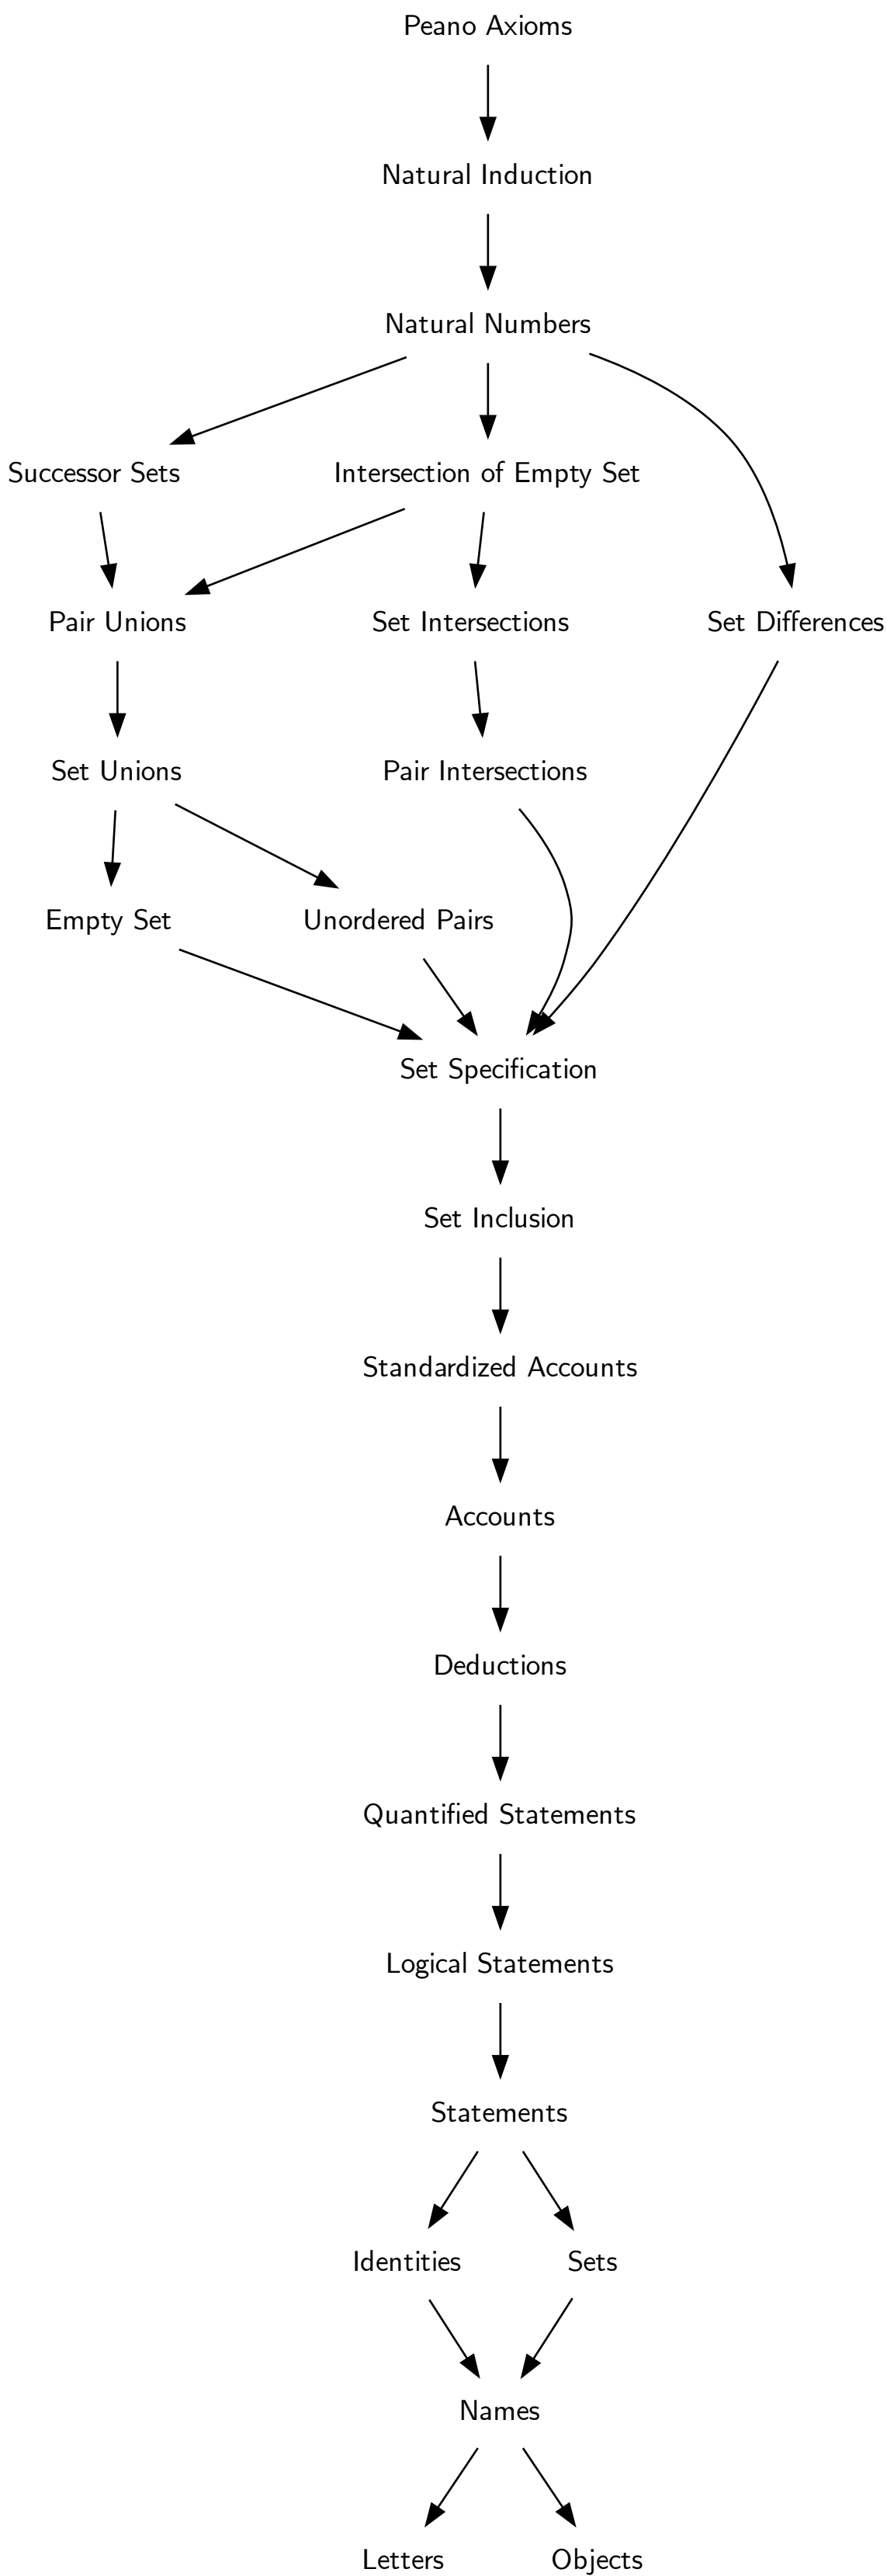 Peano Axioms
Natural Induction
Natural Numbers
Successor Sets
Intersection of Empty Set
Pair Unions
Set Intersections
Set Differences
Set Unions
Pair Intersections
Empty Set
Unordered Pairs
Set Specification
Set Inclusion
Standardized Accounts
Accounts
Deductions
Quantified Statements
Logical Statements
Statements
Identities
Sets
Names
Letters
Objects